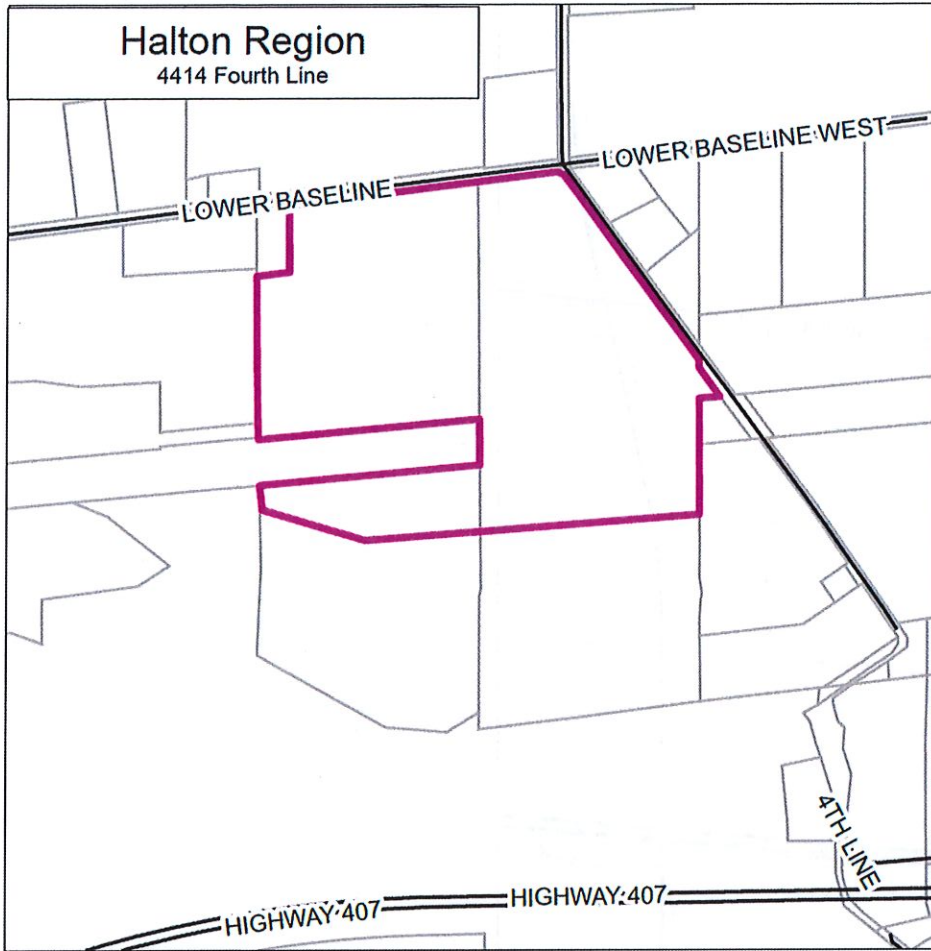 Halton Region
4414 Fourth Line
LOWER BASELINE WEST
LOWER BASELINE
4TH LINE
HIGHWAY 407
HIGHWAY 407